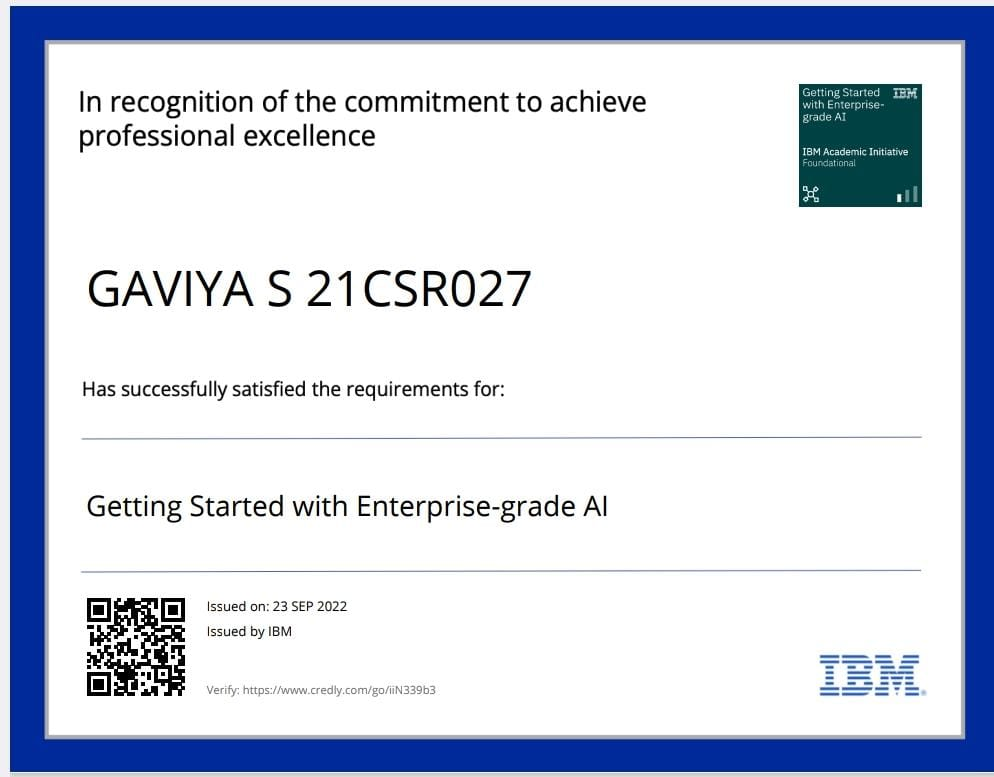 In recognition of the commitment to achieve
professional excellence
Getting Started IBM
with Enterprise-
grade AI
IBM Academic Initiative
Foundational
GAVIYA S 21CSR027
Has successfully satisfied the requirements for:
Getting Started with Enterprise-grade AI
Issued on: 23 SEP 2022
Issued by IBM
Verify: https://www.credly.com/go/iiN339b3
IBM®